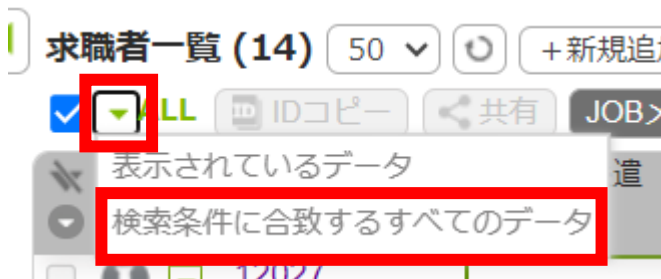 求職者一覧 (14) 50 +新規追
ALL IDコピー 共有 JOB
表示されているデータ
遣
検索条件に合致するすべてのデータ
12027